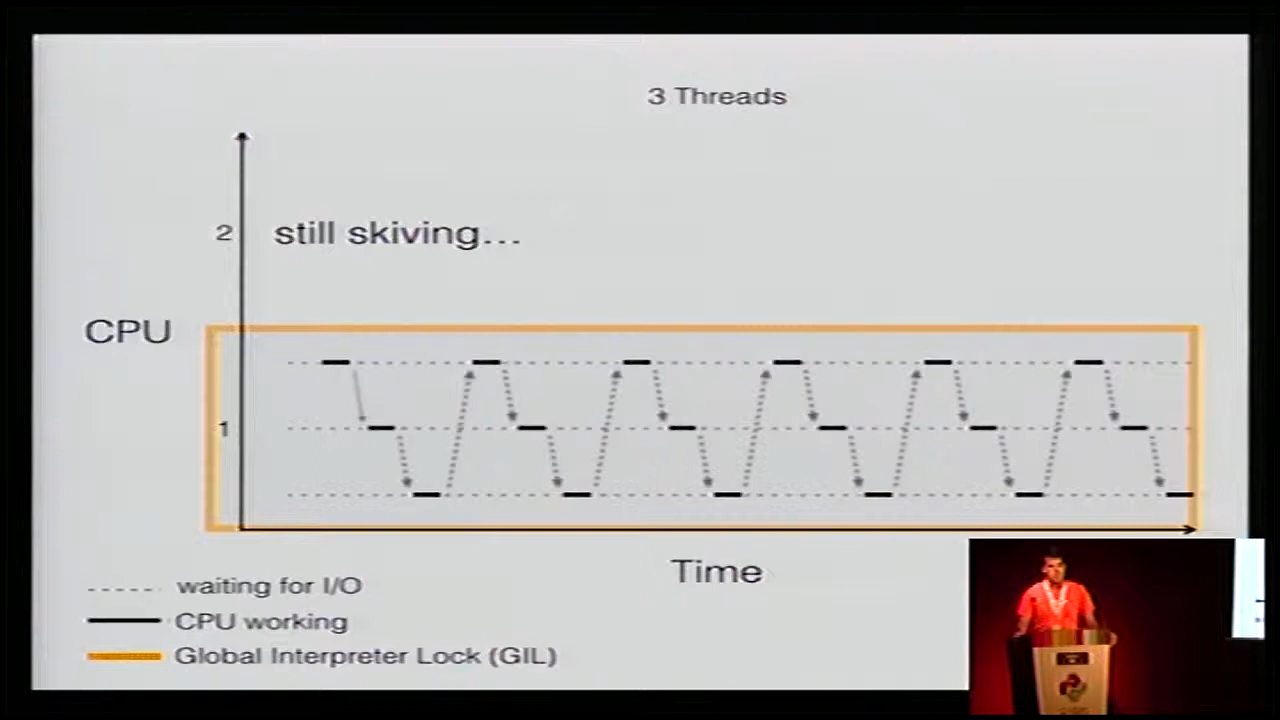 3 Threads
2 still skiving...
CPU
1
Time
waiting for I/O
CPU working
Global Interpreter Lock (GIL)